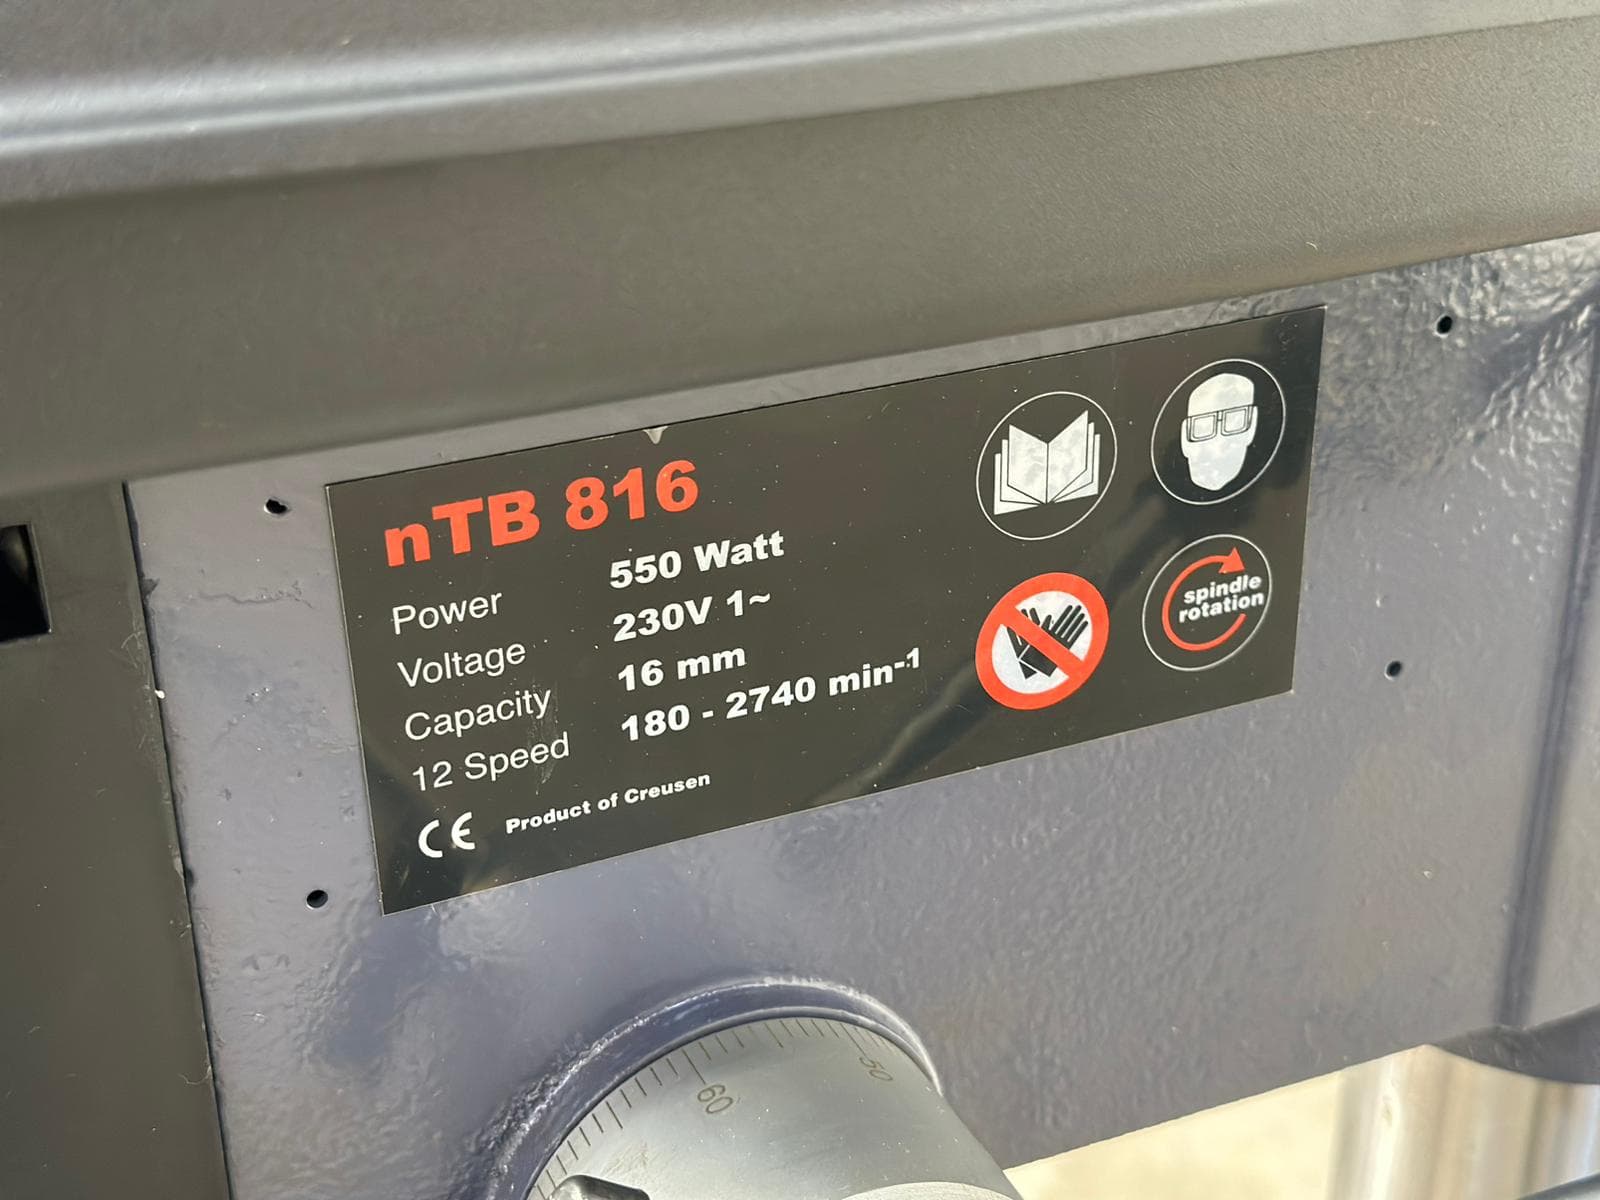 nTB 816
Power 550 Watt
Voltage 230V 1~
Capacity 16 mm
12 Speed 180 - 2740 min-1
CE Product of Creusen
spindle
rotation
60
50